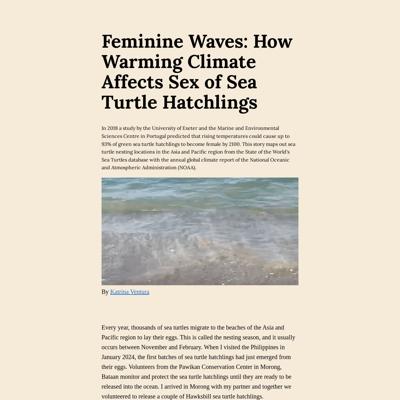 Feminine Waves: How
Warming Climate
Affects Sex of Sea
Turtle Hatchlings
In 2018 a study by the University of Exeter and the Marine and Environmental
Sciences Centre in Portugal predicted that rising temperatures could cause up to
93% of green sea turtle hatchlings to become female by 2100. This story maps out sea
turtle nesting locations in the Asia and Pacific region from the State of the World's
Sea Turtles database with the annual global climate report of the National Oceanic
and Atmospheric Administration (NOAA).
By Katrina Ventura
Every year, thousands of sea turtles migrate to the beaches of the Asia and
Pacific region to lay their eggs. This is called the nesting season, and it usually
occurs between November and February. When I visited the Philippines in
January 2024, the first batches of sea turtle hatchlings had just emerged from
their eggs. Volunteers from the Pawikan Conservation Center in Morong,
Bataan monitor and protect the sea turtle hatchlings until they are ready to be
released into the ocean. I arrived in Morong with my partner and together we
volunteered to release a couple of Hawksbill sea turtle hatchlings.